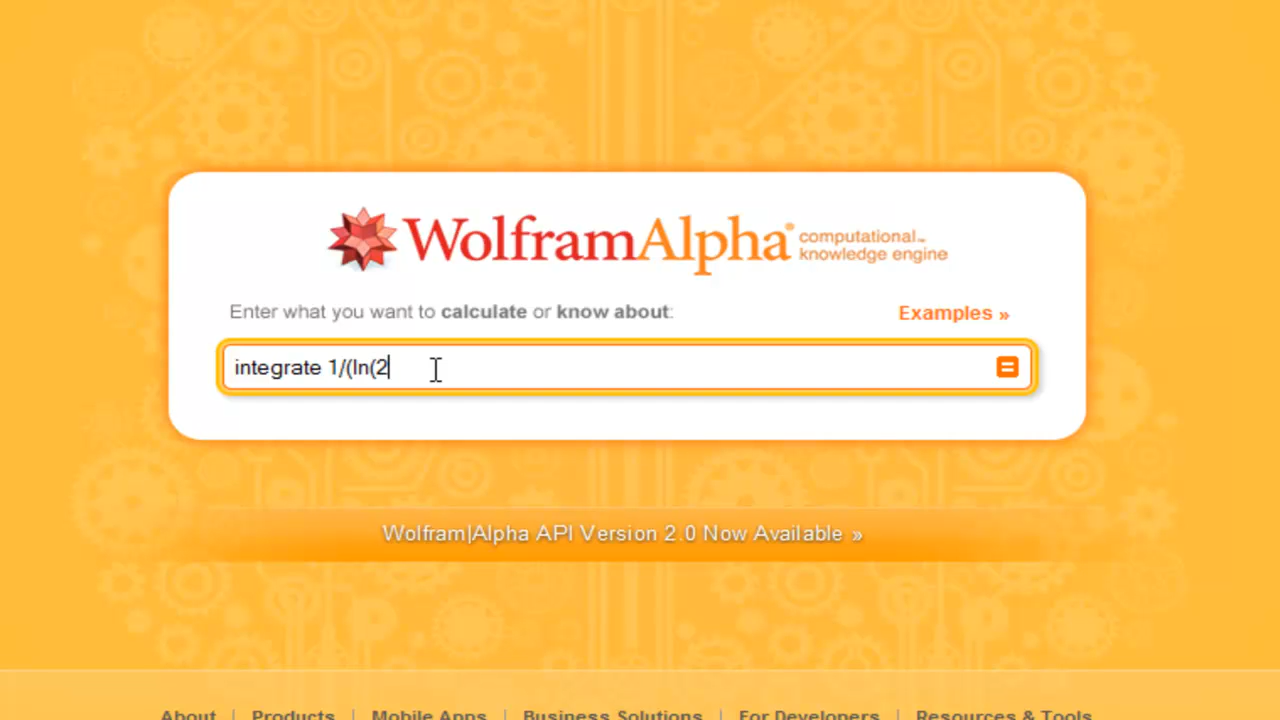 WolframAlpha® computational™ knowledge engine
Enter what you want to calculate or know about:
Examples »
integrate 1/(ln(2
Wolfram|Alpha API Version 2.0 Now Available »
About | Products | Mobile Apps | Business Solutions | For Developers | Resources & Tools